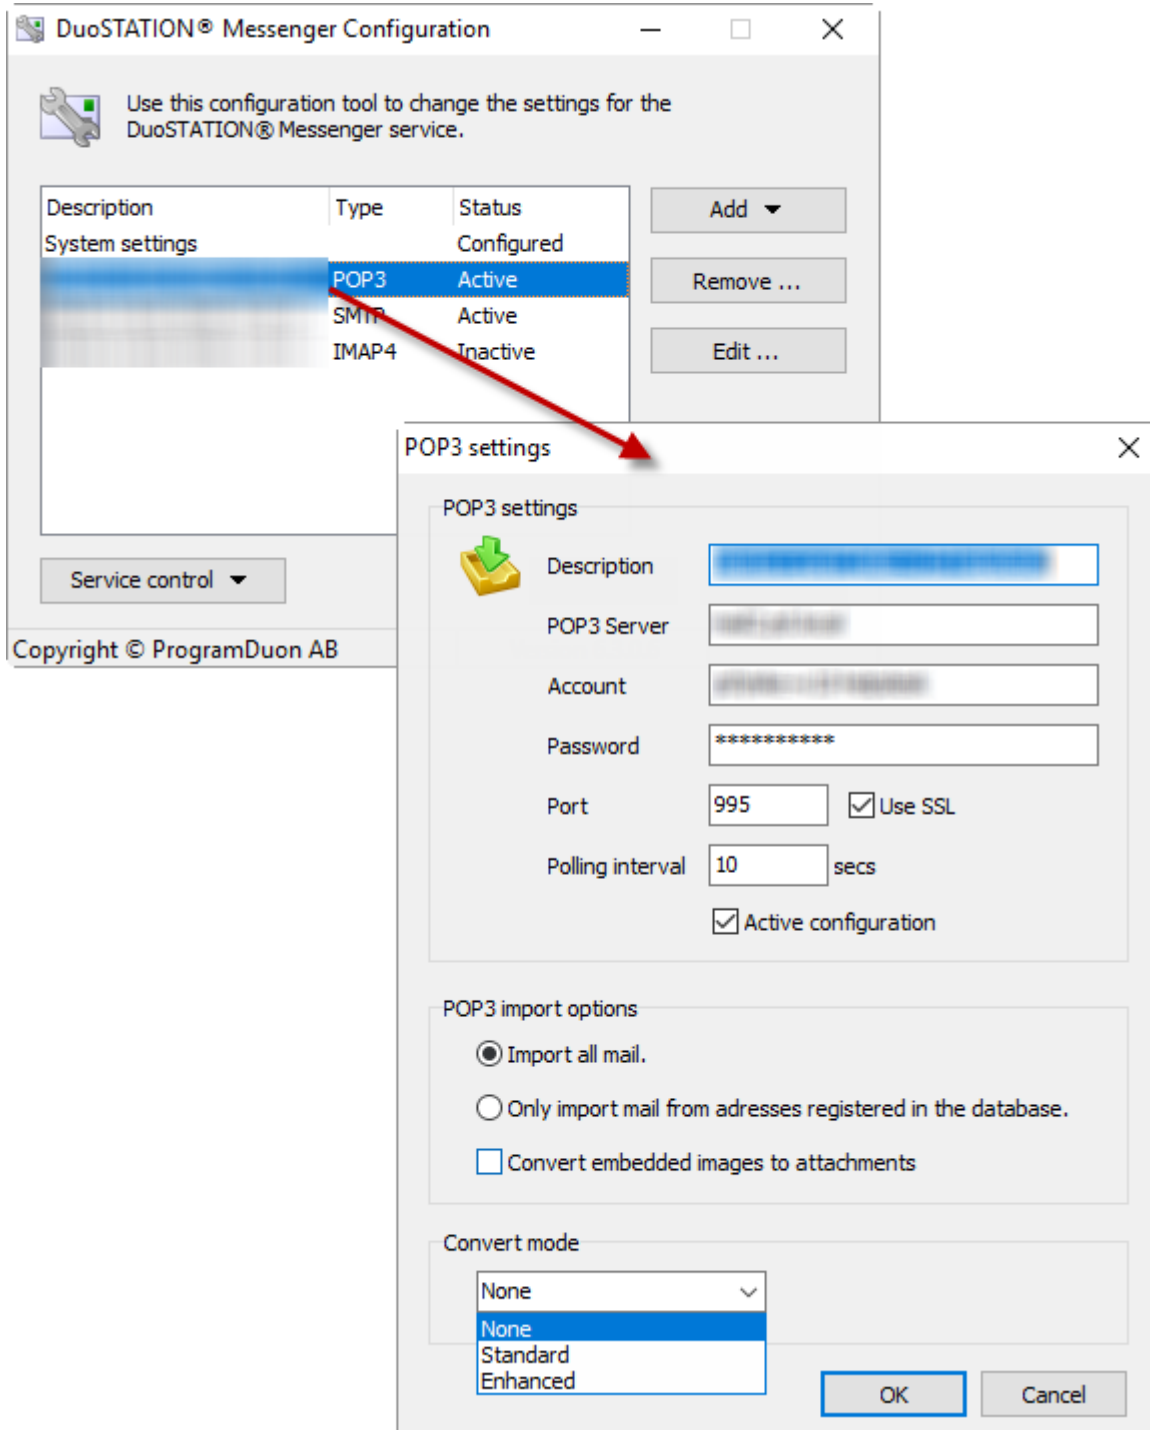 DuoSTATION® Messenger Configuration
Use this configuration tool to change the settings for the
DuoSTATION® Messenger service.
Description Type Status
System settings Configured
POP3 Active
SMTP Active
IMAP4 Inactive
Add
Remove ...
Edit ...
Service control
Copyright © ProgramDuon AB
POP3 settings
POP3 settings
Description
POP3 Server
Account
Password **********
Port 995 Use SSL
Polling interval 10 secs
Active configuration
POP3 import options
Import all mail.
Only import mail from adresses registered in the database.
Convert embedded images to attachments
Convert mode
None
None
Standard
Enhanced
OK Cancel